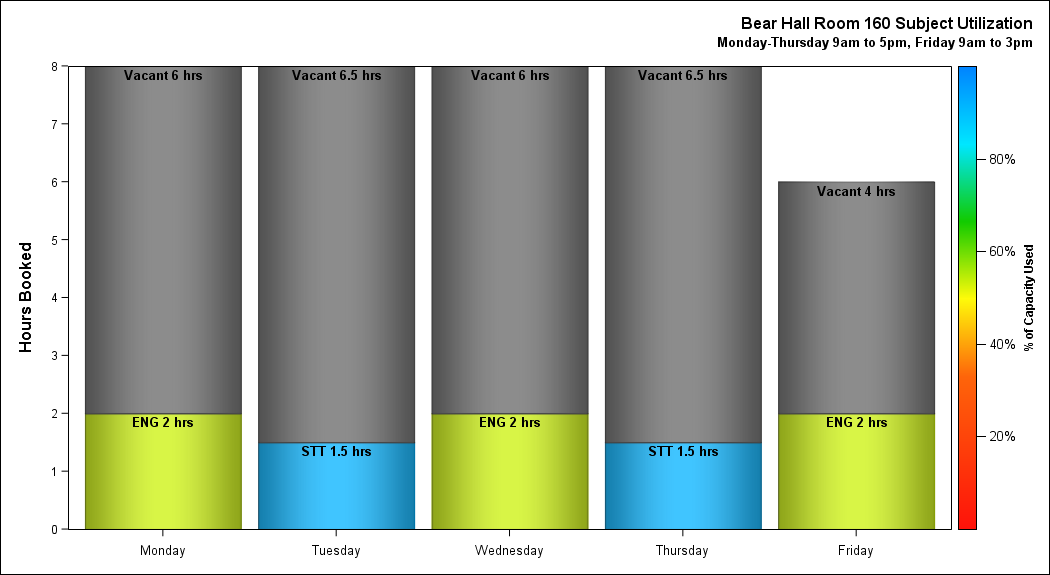 Bear Hall Room 160 Subject Utilization
Monday-Thursday 9am to 5pm, Friday 9am to 3pm
Hours Booked
8
7
6
5
4
3
2
1
0
Vacant 6 hrs
Vacant 6.5 hrs
Vacant 6 hrs
Vacant 6.5 hrs
Vacant 4 hrs
ENG 2 hrs
STT 1.5 hrs
ENG 2 hrs
STT 1.5 hrs
ENG 2 hrs
Monday
Tuesday
Wednesday
Thursday
Friday
80%
60%
40%
20%
% of Capacity Used